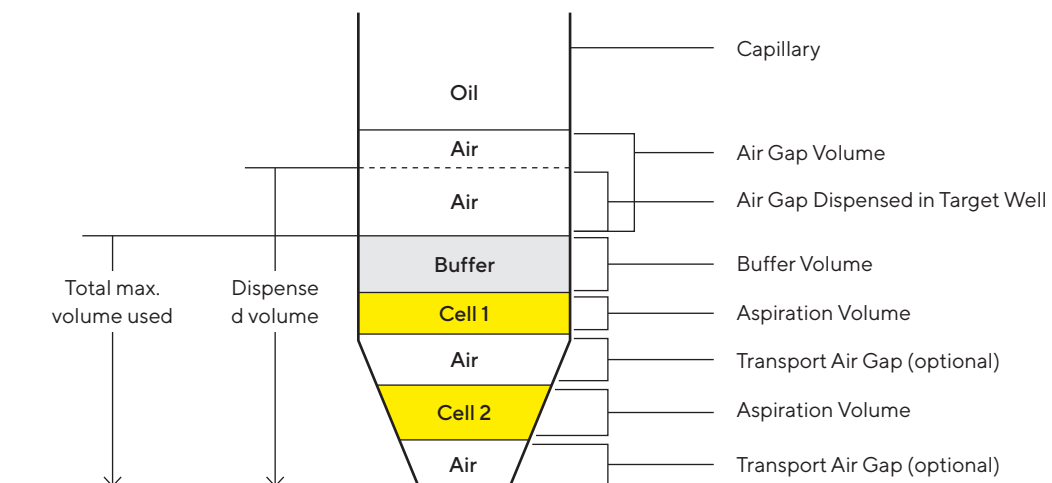 Capillary
Oil
Air
Air Gap Volume
Air
Air Gap Dispensed in Target Well
Buffer
Buffer Volume
Total max.
volume used
Dispense
d volume
Cell 1
Aspiration Volume
Air
Transport Air Gap (optional)
Cell 2
Aspiration Volume
Air
Transport Air Gap (optional)